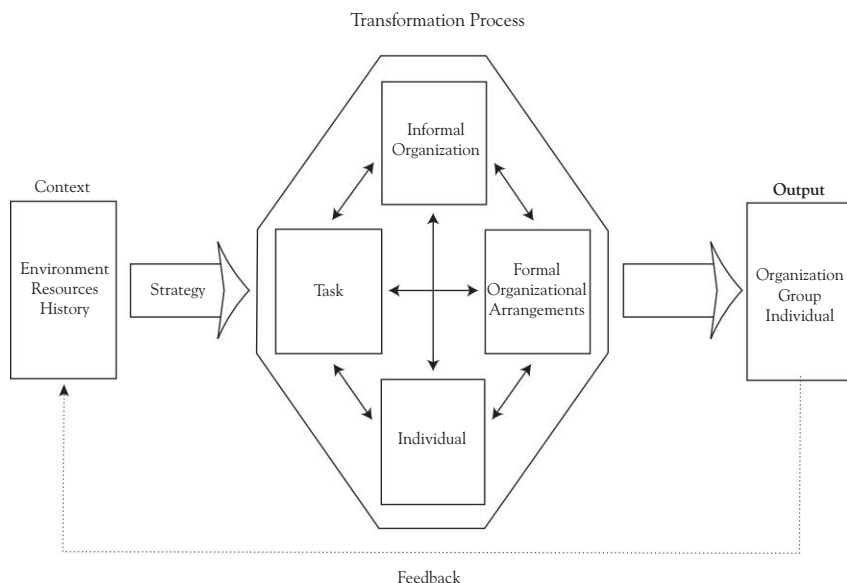 Transformation Process
Informal
Organization
Context
Output
Environment
Resources
History
Strategy
Task
Formal
Organizational
Arrangements
Organization
Group
Individual
Individual
Feedback